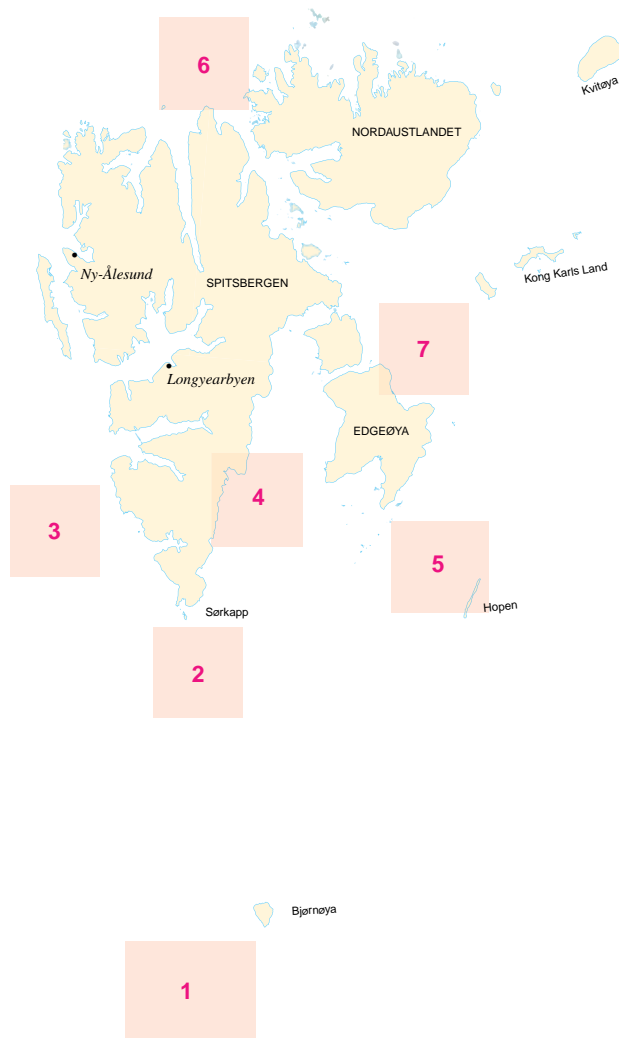 6
Kvitøya
NORDAUSTLANDET
Ny-Ålesund
SPITSBERGEN
Kong Karls Land
7
Longyearbyen
EDGEØYA
4
3
5
Sørkapp
Hopen
2
Bjørnøya
1